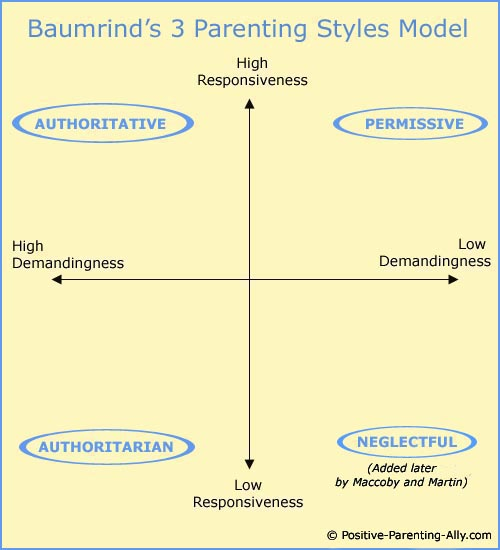 Baumrind's 3 Parenting Styles Model
High
Responsiveness
AUTHORITATIVE
PERMISSIVE
High
Demandingness
Low
Demandingness
AUTHORITARIAN
NEGLECTFUL
(Added later
by Maccoby and Martin)
Low
Responsiveness
© Positive-Parenting-Ally.com